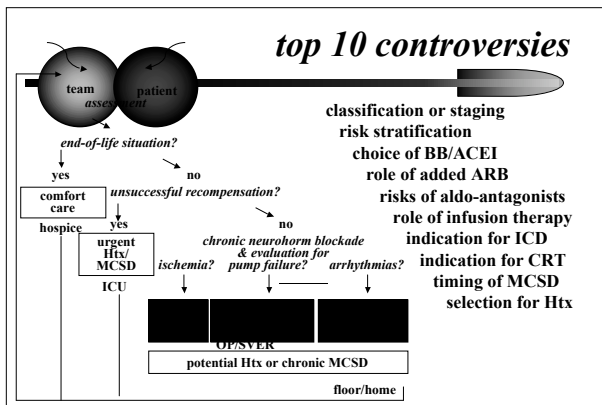 top 10 controversies
team
patient
assessment
end-of-life situation?
yes
no
comfort
care
hospice
unsuccessful recompensation?
yes
no
urgent
Htx/
MCSD
ICU
chronic neurohorm blockade
& evaluation for
ischemia?
pump failure?
arrhythmias?
OP/SVER
potential Htx or chronic MCSD
floor/home
classification or staging
risk stratification
choice of BB/ACEI
role of added ARB
risks of aldo-antagonists
role of infusion therapy
indication for ICD
indication for CRT
timing of MCSD
selection for Htx